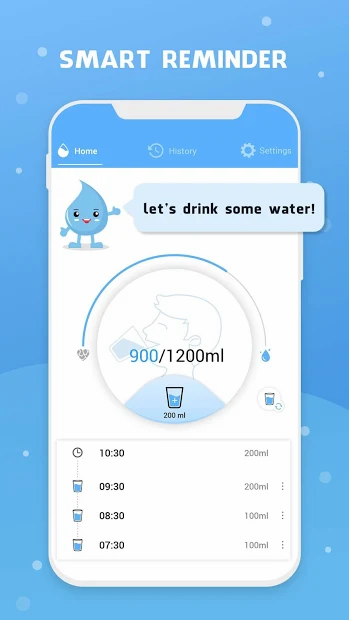 SMART REMINDER
Home History Settings
let's drink some water!
900/1200ml
200 ml
10:30 200ml
09:30 200ml
08:30 100ml
07:30 100ml